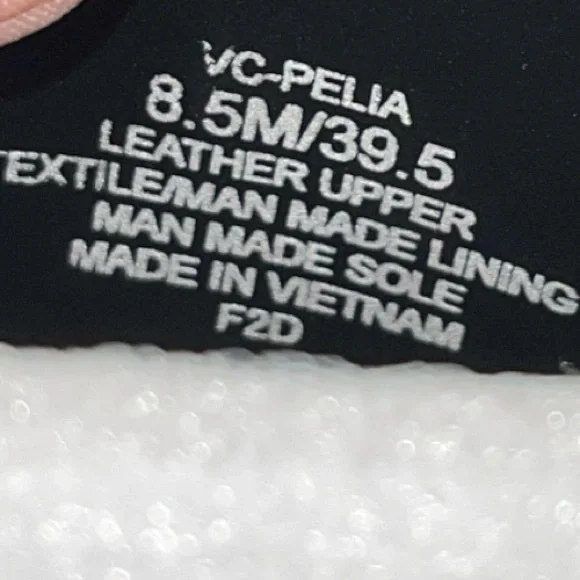 VC-PELIA
8.5M/39.5
LEATHER UPPER
TEXTILE/MAN MADE LINING
MAN MADE SOLE
MADE IN VIETNAM
F2D